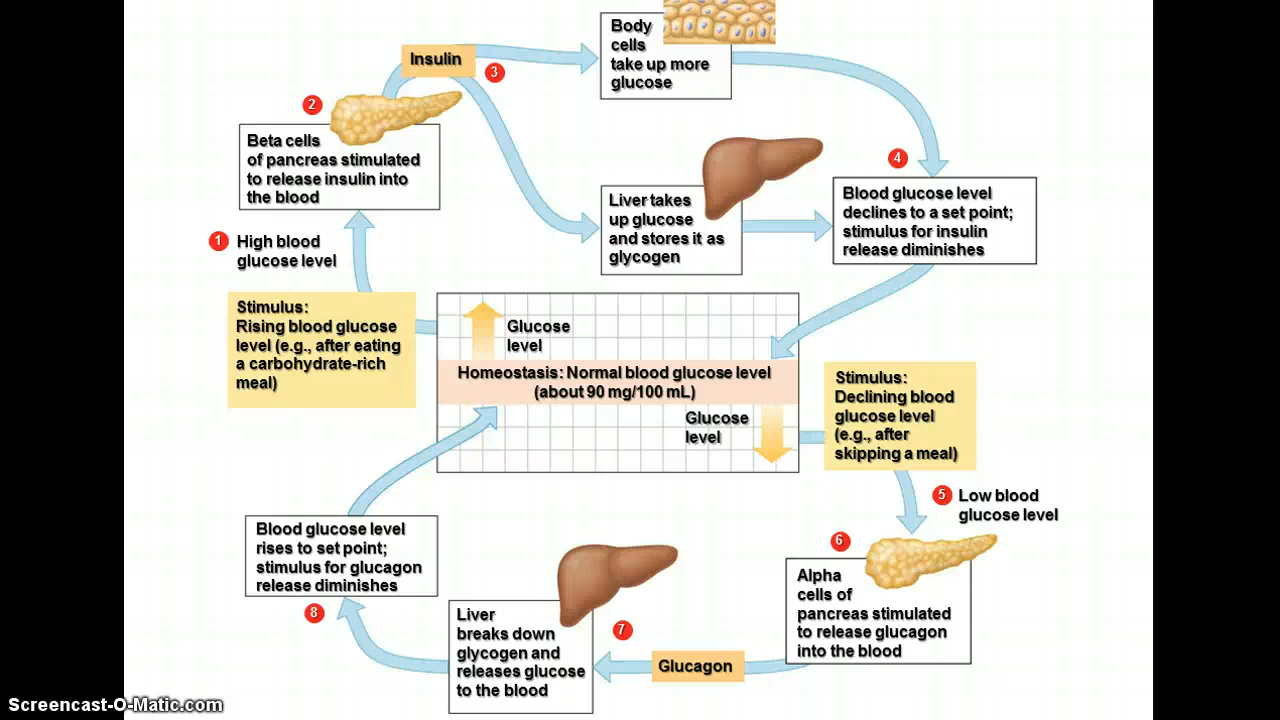 Body
cells
take up more
glucose
Insulin
3
2
Beta cells
of pancreas stimulated
to release insulin into
the blood
4
Liver takes
up glucose
and stores it as
glycogen
Blood glucose level
declines to a set point;
stimulus for insulin
release diminishes
1
High blood
glucose level
Stimulus:
Rising blood glucose
level (e.g., after eating
a carbohydrate-rich
meal)
Glucose
level
Homeostasis: Normal blood glucose level
(about 90 mg/100 mL)
Glucose
level
Stimulus:
Declining blood
glucose level
(e.g., after
skipping a meal)
5
Low blood
glucose level
6
Alpha
cells of
pancreas stimulated
to release glucagon
into the blood
Glucagon
7
Liver
breaks down
glycogen and
releases glucose
to the blood
8
Blood glucose level
rises to set point;
stimulus for glucagon
release diminishes
Screencast-O-Matic.com